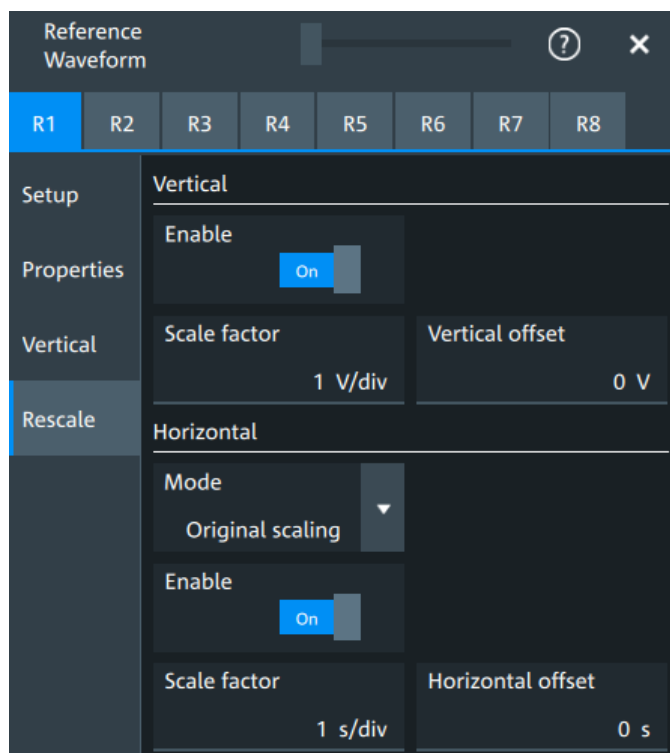 Reference
Waveform
?
R1 R2 R3 R4 R5 R6 R7 R8
Setup
Properties
Vertical
Rescale
Vertical
Enable
On
Scale factor
1 V/div
Vertical offset
0 V
Horizontal
Mode
Original scaling
Enable
On
Scale factor
1 s/div
Horizontal offset
0 s